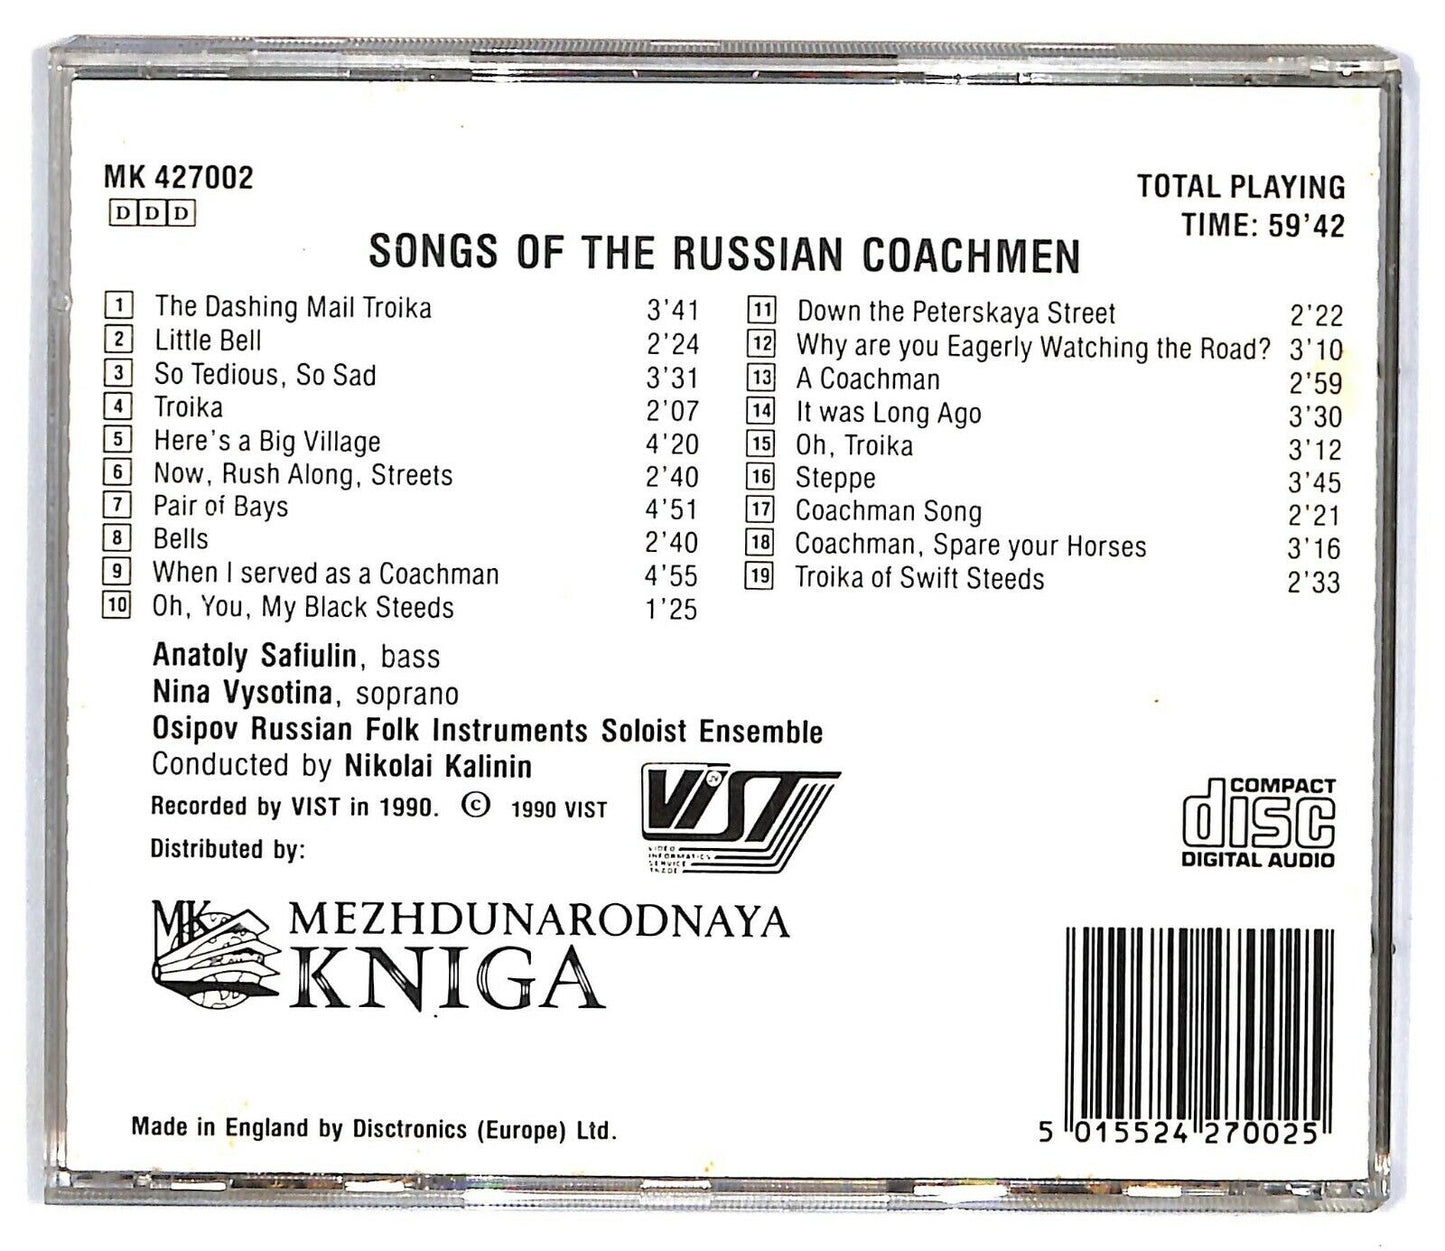 MK 427002
DDD
TOTAL PLAYING
TIME: 59'42
SONGS OF THE RUSSIAN COACHMEN
1 The Dashing Mail Troika 3'41
2 Little Bell 2'24
3 So Tedious, So Sad 3'31
4 Troika 2'07
5 Here's a Big Village 4'20
6 Now, Rush Along, Streets 2'40
7 Pair of Bays 4'51
8 Bells 2'40
9 When I served as a Coachman 4'55
10 Oh, You, My Black Steeds 1'25
11 Down the Peterskaya Street 2'22
12 Why are you Eagerly Watching the Road? 3'10
13 A Coachman 2'59
14 It was Long Ago 3'30
15 Oh, Troika 3'12
16 Steppe 3'45
17 Coachman Song 2'21
18 Coachman, Spare your Horses 3'16
19 Troika of Swift Steeds 2'33
Anatoly Safiulin, bass
Nina Vysotina, soprano
Osipov Russian Folk Instruments Soloist Ensemble
Conducted by Nikolai Kalinin
Recorded by VIST in 1990. © 1990 VIST
ViST
VIDEO
INFORMATICS
SERVICE
TRADE
Distributed by:
MK
MEZHDUNARODNAYA
KNIGA
COMPACT
disc
DIGITAL AUDIO
Made in England by Disctronics (Europe) Ltd.
5 015524 270025